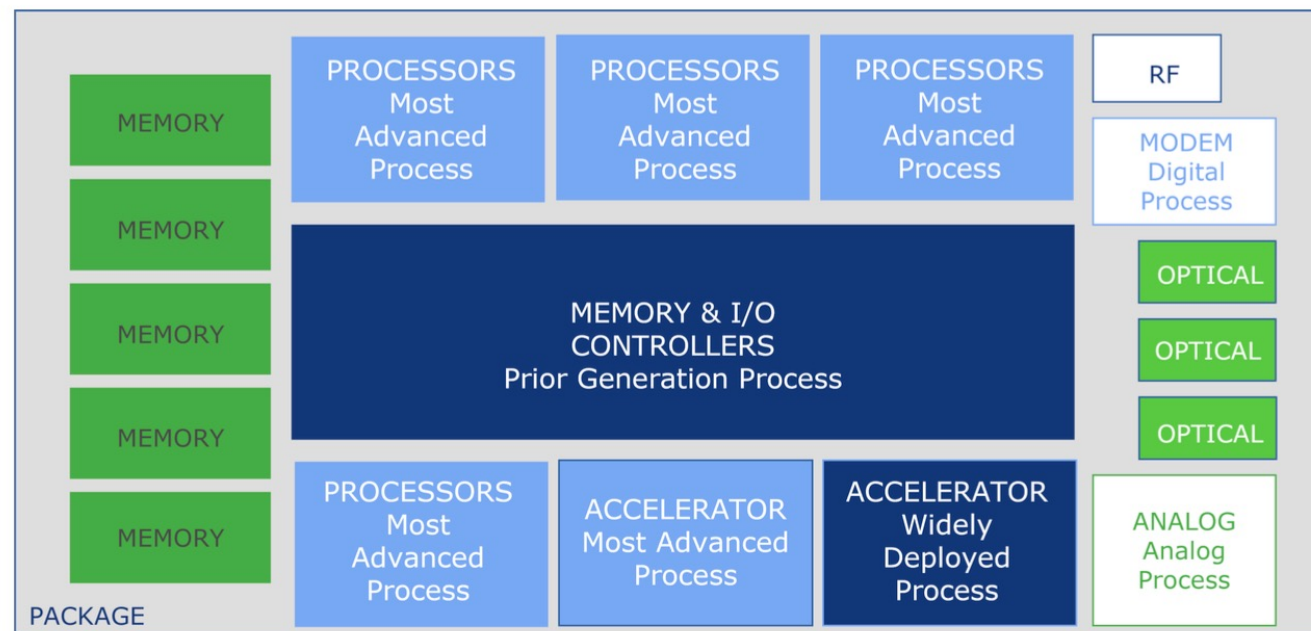 MEMORY
MEMORY
MEMORY
MEMORY
MEMORY
PROCESSORS
Most
Advanced
Process
PROCESSORS
Most
Advanced
Process
PROCESSORS
Most
Advanced
Process
MEMORY & I/O
CONTROLLERS
Prior Generation Process
PROCESSORS
Most
Advanced
Process
ACCELERATOR
Most Advanced
Process
ACCELERATOR
Widely
Deployed
Process
RF
MODEM
Digital
Process
OPTICAL
OPTICAL
OPTICAL
ANALOG
Analog
Process
PACKAGE